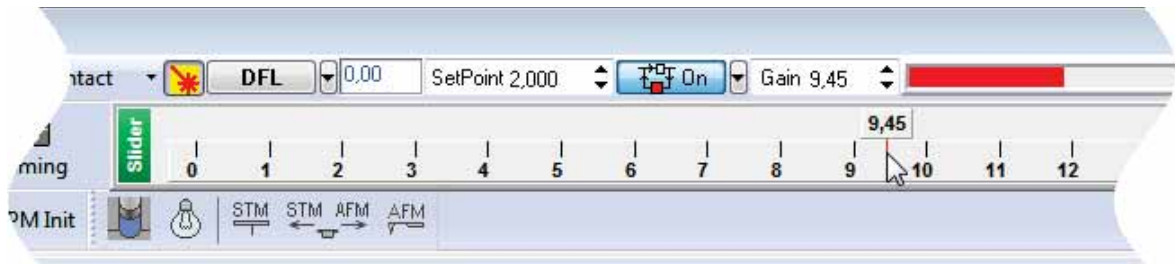 ntact DFL 0,00 SetPoint 2,000 On Gain 9,45
9,45
Slider
0 1 2 3 4 5 6 7 8 9 10 11 12
ming
PM Init STM STM AFM AFM